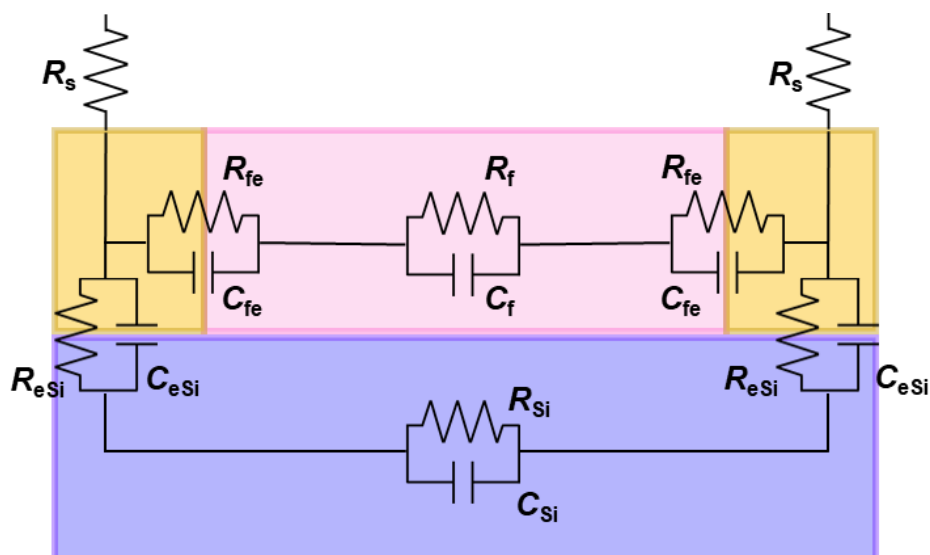 Rs
Rs
Rfe
Rf
Rfe
Cfe
Cf
Cfe
ReSi
CeSi
RSi
ReSi
CeSi
CSi